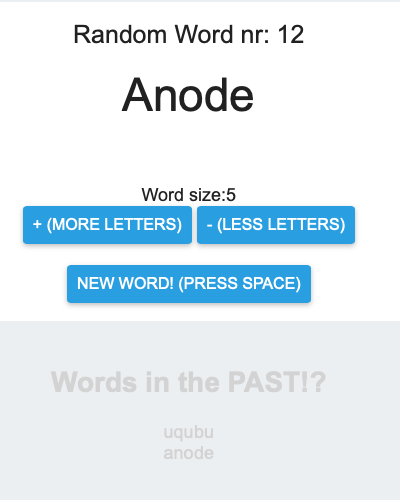 Random Word nr: 12
Anode
Word size:5
+ (MORE LETTERS) - (LESS LETTERS)
NEW WORD! (PRESS SPACE)
Words in the PAST!?
uqubu
anode